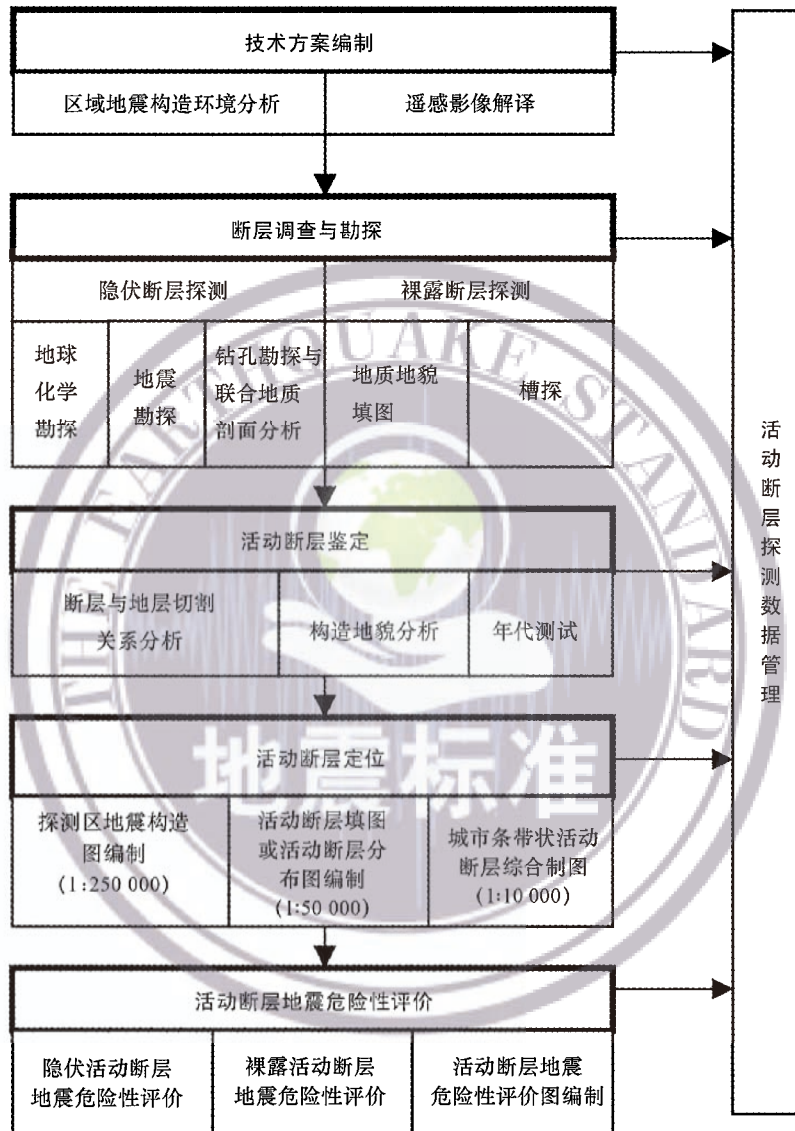 技术方案编制
区域地震构造环境分析
遥感影像解译
断层调查与勘探
隐伏断层探测
裸露断层探测
地球
化学
勘探
地震
勘探
钻孔勘探与
联合地质
剖面分析
地质地貌
填图
槽探
活动断层鉴定
断层与地层切割
关系分析
构造地貌分析
年代测试
活动断层定位
探测区地震构造
图编制
(1:250 000)
活动断层填图
或活动断层分
布图编制
(1:50 000)
城市条带状活动
断层综合制图
(1:10 000)
活动断层地震危险性评价
隐伏活动断层
地震危险性评价
裸露活动断层
地震危险性评价
活动断层地震
危险性评价图编制
活动断层探测数据管理
THE EARTHQUAKE STANDARD
地震标准